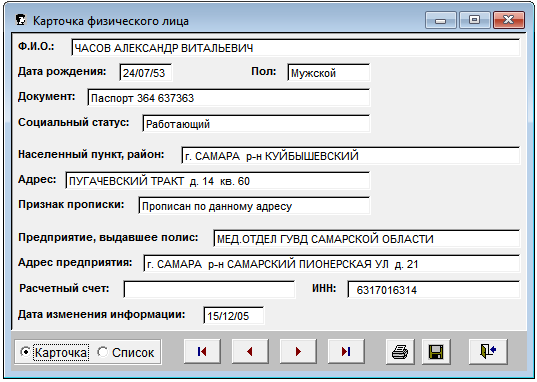 Карточка физического лица
Ф.И.О.: ЧАСОВ АЛЕКСАНДР ВИТАЛЬЕВИЧ
Дата рождения: 24/07/53 Пол: Мужской
Документ: Паспорт 364 637363
Социальный статус: Работающий
Населенный пункт, район: г. САМАРА р-н КУЙБЫШЕВСКИЙ
Адрес: ПУГАЧЕВСКИЙ ТРАКТ д. 14 кв. 60
Признак прописки: Прописан по данному адресу
Предприятие, выдавшее полис: МЕД.ОТДЕЛ ГУВД САМАРСКОЙ ОБЛАСТИ
Адрес предприятия: г. САМАРА р-н САМАРСКИЙ ПИОНЕРСКАЯ УЛ д. 21
Расчетный счет: ИНН: 6317016314
Дата изменения информации: 15/12/05
Карточка Список